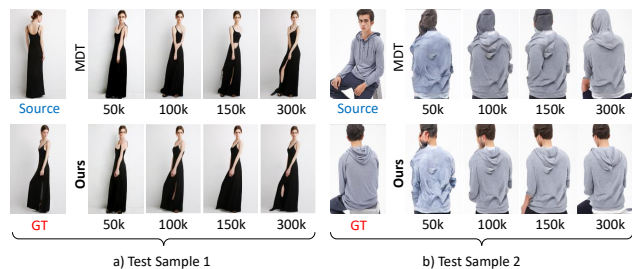 MDT
Source 50k 100k 150k 300k
Ours
GT 50k 100k 150k 300k
a) Test Sample 1
MDT
Source 50k 100k 150k 300k
Ours
GT 50k 100k 150k 300k
b) Test Sample 2